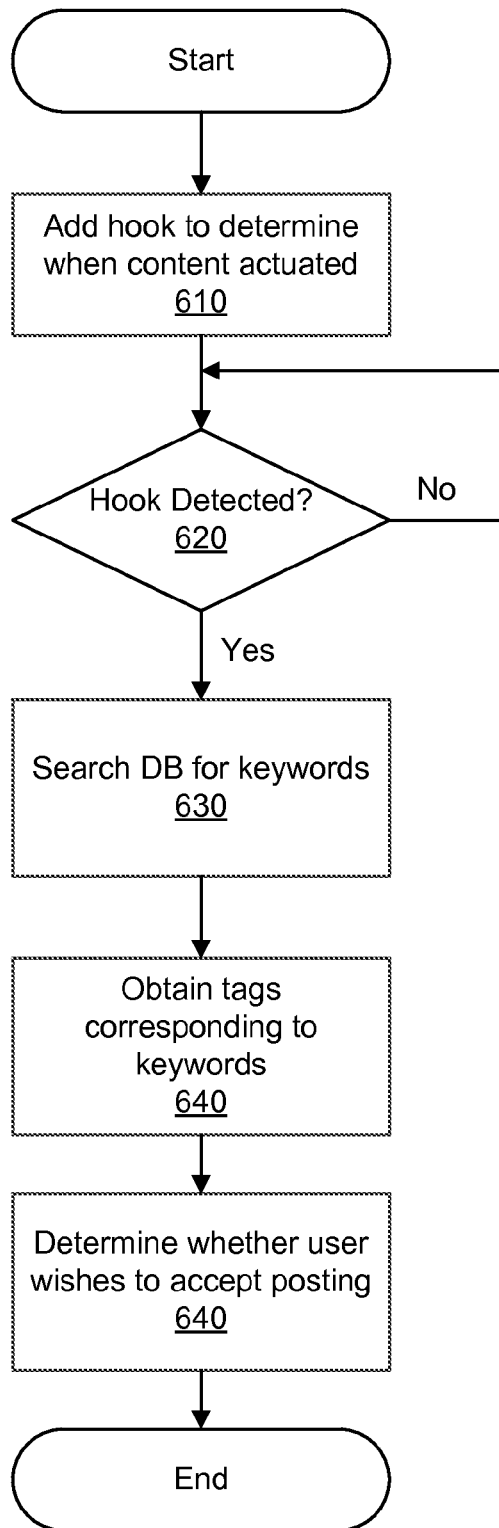 Start
Add hook to determine
when content actuated
610
Hook Detected?
620
No
Yes
Search DB for keywords
630
Obtain tags
corresponding to
keywords
640
Determine whether user
wishes to accept posting
640
End